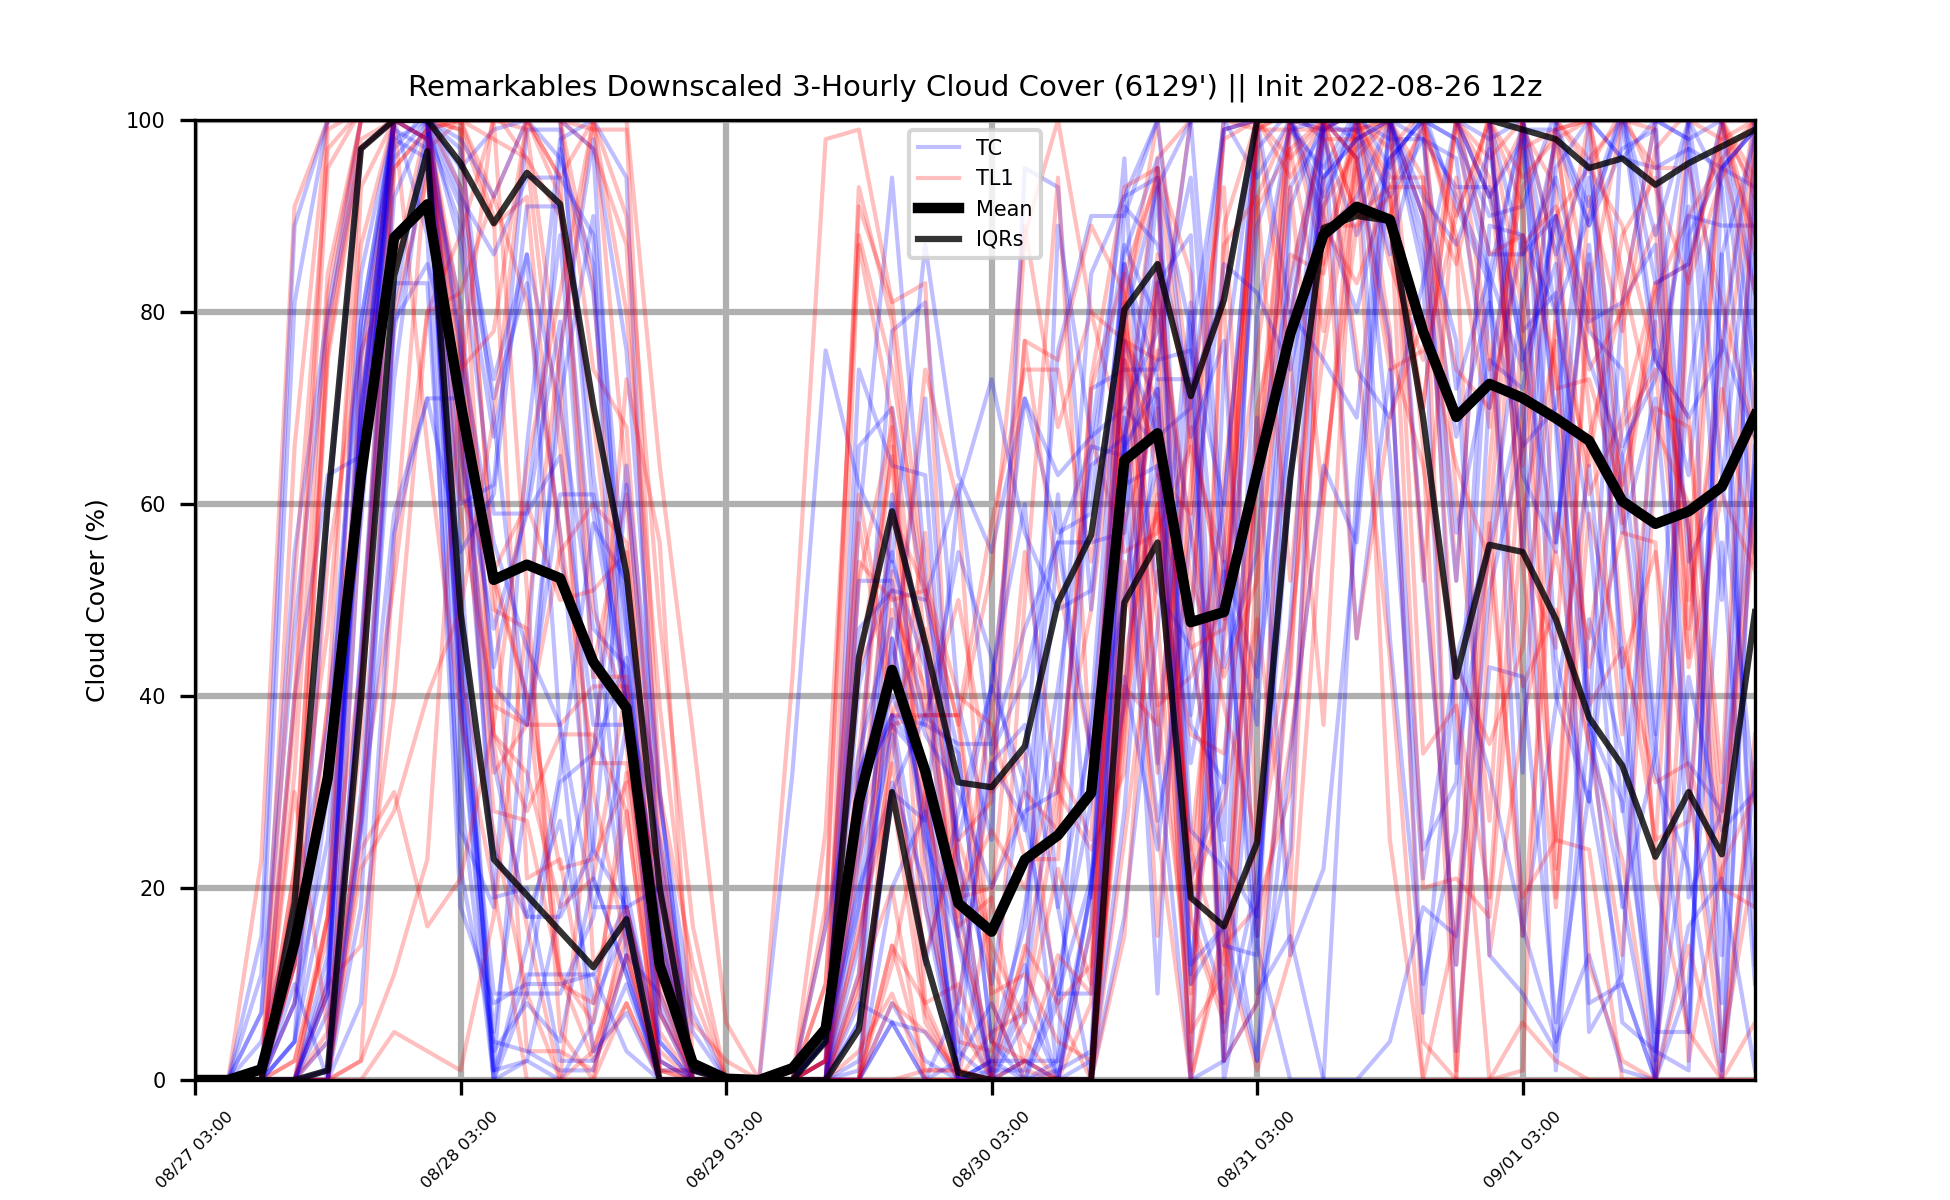 Remarkables Downscaled 3-Hourly Cloud Cover (6129') || Init 2022-08-26 12z
Cloud Cover (%)
100
80
60
40
20
0
TC
TL1
Mean
IQRs
08/27 03:00
08/28 03:00
08/29 03:00
08/30 03:00
08/31 03:00
09/01 03:00